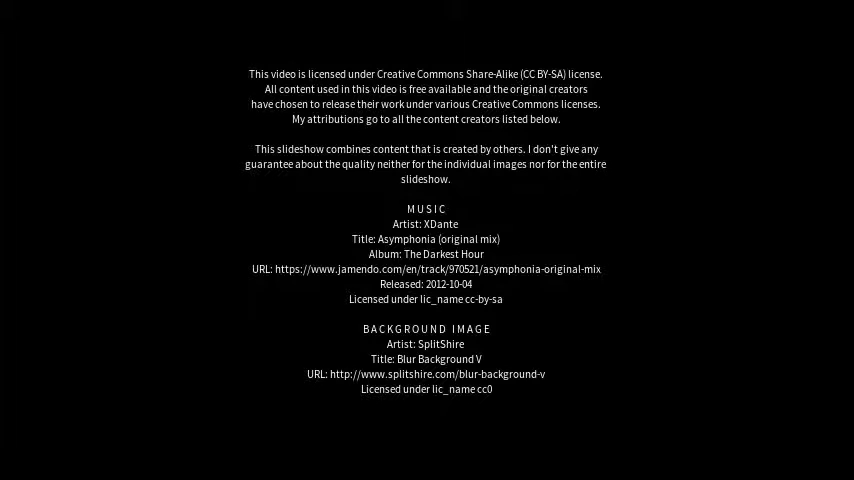 This video is licensed under Creative Commons Share-Alike (CC BY-SA) license.
All content used in this video is free available and the original creators
have chosen to release their work under various Creative Commons licenses.
My attributions go to all the content creators listed below.
This slideshow combines content that is created by others. I don't give any
guarantee about the quality neither for the individual images nor for the entire
slideshow.
MUSIC
Artist: XDante
Title: Asymphonia (original mix)
Album: The Darkest Hour
URL: https://www.jamendo.com/en/track/970521/asymphonia-original-mix
Released: 2012-10-04
Licensed under lic_name cc-by-sa
BACKGROUND IMAGE
Artist: SplitShire
Title: Blur Background V
URL: http://www.splitshire.com/blur-background-v
Licensed under lic_name cc0